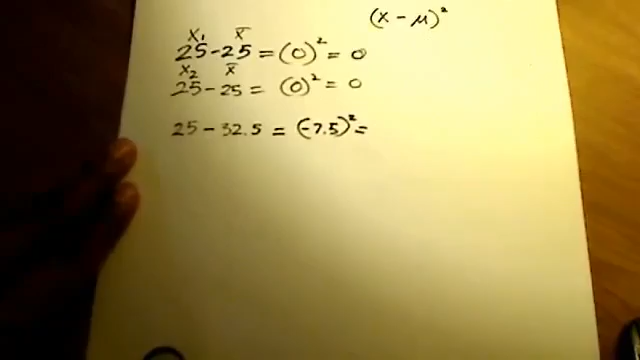 (x - μ)²
x₁ x̄
25 - 25 = (0)² = 0
x₂ x̄
25 - 25 = (0)² = 0
25 - 32.5 = (-7.5)² =